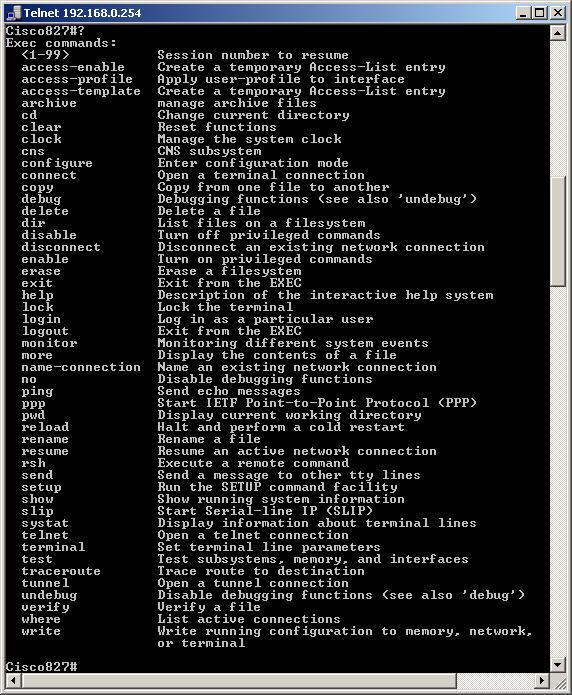 Telnet 192.168.0.254
Cisco827#?
Exec commands:
  <1-99>           Session number to resume
  access-enable    Create a temporary Access-List entry
  access-profile   Apply user-profile to interface
  access-template  Create a temporary Access-List entry
  archive          manage archive files
  cd               Change current directory
  clear            Reset functions
  clock            Manage the system clock
  cns              CNS subsystem
  configure        Enter configuration mode
  connect          Open a terminal connection
  copy             Copy from one file to another
  debug            Debugging functions (see also 'undebug')
  delete           Delete a file
  dir              List files on a filesystem
  disable          Turn off privileged commands
  disconnect       Disconnect an existing network connection
  enable           Turn on privileged commands
  erase            Erase a filesystem
  exit             Exit from the EXEC
  help             Description of the interactive help system
  lock             Lock the terminal
  login            Log in as a particular user
  logout           Exit from the EXEC
  monitor          Monitoring different system events
  more             Display the contents of a file
  name-connection  Name an existing network connection
  no               Disable debugging functions
  ping             Send echo messages
  ppp              Start IETF Point-to-Point Protocol (PPP)
  pwd              Display current working directory
  reload           Halt and perform a cold restart
  rename           Rename a file
  resume           Resume an active network connection
  rsh              Execute a remote command
  send             Send a message to other tty lines
  setup            Run the SETUP command facility
  show             Show running system information
  slip             Start Serial-line IP (SLIP)
  systat           Display information about terminal lines
  telnet           Open a telnet connection
  terminal         Set terminal line parameters
  test             Test subsystems, memory, and interfaces
  traceroute       Trace route to destination
  tunnel           Open a tunnel connection
  undebug          Disable debugging functions (see also 'debug')
  verify           Verify a file
  where            List active connections
  write            Write running configuration to memory, network,
                   or terminal
Cisco827#